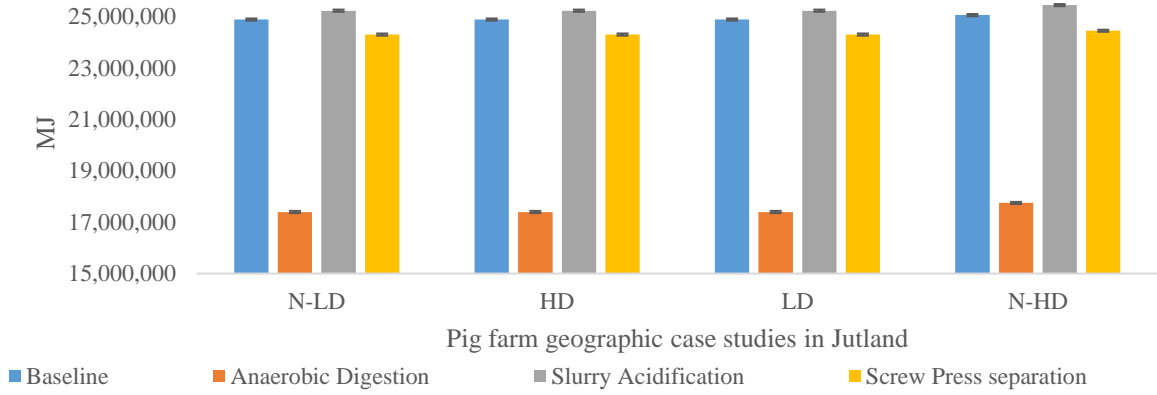 25,000,000
23,000,000
21,000,000
19,000,000
17,000,000
15,000,000
MJ
N-LD HD LD N-HD
Pig farm geographic case studies in Jutland
Baseline Anaerobic Digestion Slurry Acidification Screw Press separation